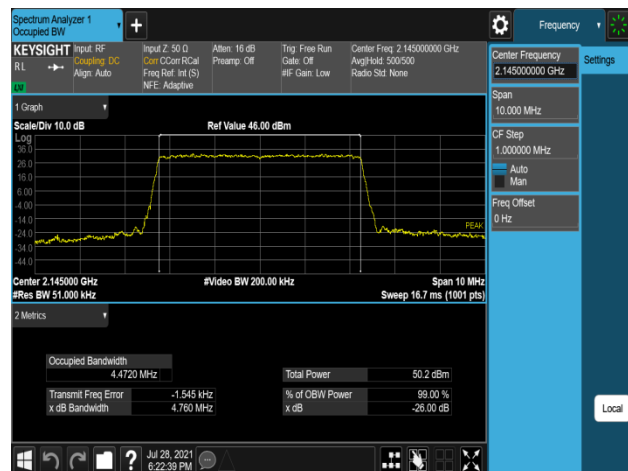 Spectrum Analyzer 1
Occupied BW
Frequency
KEYSIGHT
RL
Input: RF
Coupling: DC
Align: Auto
Input Z: 50 Ω
Corr CCorr RCal
Freq Ref: Int (S)
NFE: Adaptive
Atten: 16 dB
Preamp: Off
Trig: Free Run
Gate: Off
#IF Gain: Low
Center Freq: 2.145000000 GHz
Avg|Hold: 500/500
Radio Std: None
1 Graph
Scale/Div 10.0 dB
Ref Value 46.00 dBm
Log
36.0
26.0
16.0
6.00
-4.00
-14.0
-24.0
-34.0
-44.0
PEAK
Center 2.145000 GHz
#Video BW 200.00 kHz
Span 10 MHz
#Res BW 51.000 kHz
Sweep 16.7 ms (1001 pts)
2 Metrics
Occupied Bandwidth
4.4720 MHz
Total Power 50.2 dBm
Transmit Freq Error -1.545 kHz
% of OBW Power 99.00 %
x dB Bandwidth 4.760 MHz
x dB -26.00 dB
Jul 28, 2021
6:22:39 PM
Center Frequency
2.145000000 GHz
Settings
Span
10.000 MHz
CF Step
1.000000 MHz
Auto
Man
Freq Offset
0 Hz
Local